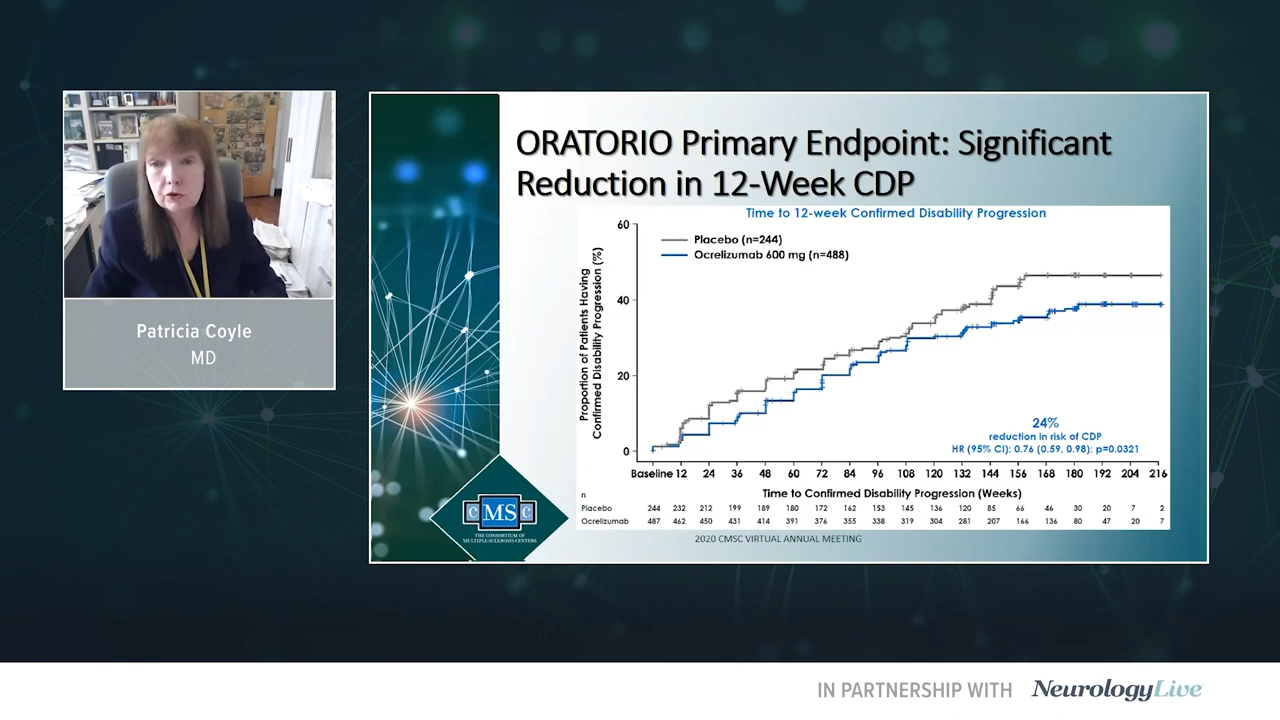 Patricia Coyle
MD
ORATORIO Primary Endpoint: Significant
Reduction in 12-Week CDP
Time to 12-week Confirmed Disability Progression
Placebo (n=244)
Ocrelizumab 600 mg (n=488)
Proportion of Patients Having
Confirmed Disability Progression (%)
60
40
20
0
24%
reduction in risk of CDP
HR (95% CI): 0.76 (0.59, 0.98); p=0.0321
Baseline 12 24 36 48 60 72 84 96 108 120 132 144 156 168 180 192 204 216
Time to Confirmed Disability Progression (Weeks)
n
Placebo 244 232 212 199 189 180 172 162 153 145 136 120 85 66 46 30 20 7 2
Ocrelizumab 487 462 450 431 414 391 376 355 338 319 304 281 207 166 136 80 47 20 7
CMSC
THE CONSORTIUM OF
MULTIPLE SCLEROSIS CENTERS
2020 CMSC VIRTUAL ANNUAL MEETING
IN PARTNERSHIP WITH NeurologyLive